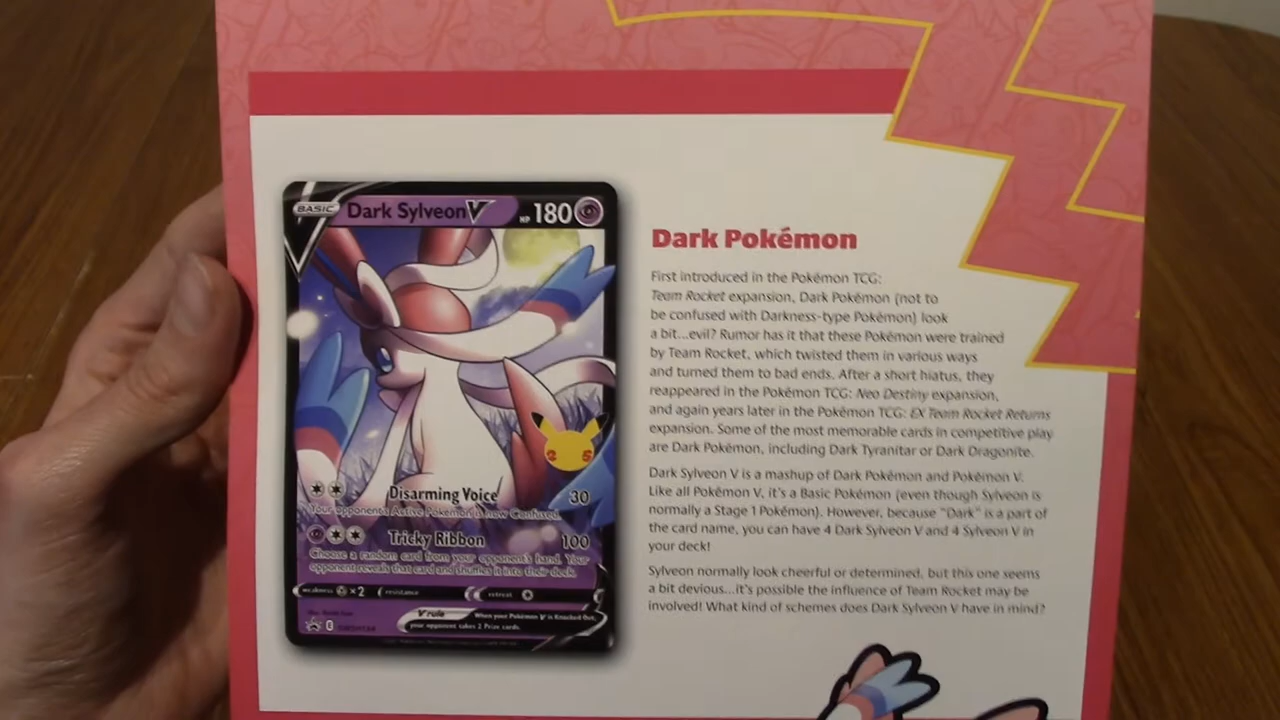 BASIC Dark Sylveon V HP 180
25
Disarming Voice 30
Your opponent's Active Pokémon is now Confused.
Tricky Ribbon 100
Choose a random card from your opponent's hand. Your
opponent reveals that card and shuffles it into their deck.
weakness ×2 resistance retreat
V rule When your Pokémon V is Knocked Out,
your opponent takes 2 Prize cards.
Dark Pokémon
First introduced in the Pokémon TCG:
Team Rocket expansion, Dark Pokémon (not to
be confused with Darkness-type Pokémon) look
a bit...evil? Rumor has it that these Pokémon were trained
by Team Rocket, which twisted them in various ways
and turned them to bad ends. After a short hiatus, they
reappeared in the Pokémon TCG: Neo Destiny expansion,
and again years later in the Pokémon TCG: EX Team Rocket Returns
expansion. Some of the most memorable cards in competitive play
are Dark Pokémon, including Dark Tyranitar or Dark Dragonite.
Dark Sylveon V is a mashup of Dark Pokémon and Pokémon V.
Like all Pokémon V, it's a Basic Pokémon (even though Sylveon is
normally a Stage 1 Pokémon). However, because "Dark" is a part of
the card name, you can have 4 Dark Sylveon V and 4 Sylveon V in
your deck!
Sylveon normally look cheerful or determined, but this one seems
a bit devious...it's possible the influence of Team Rocket may be
involved! What kind of schemes does Dark Sylveon V have in mind?